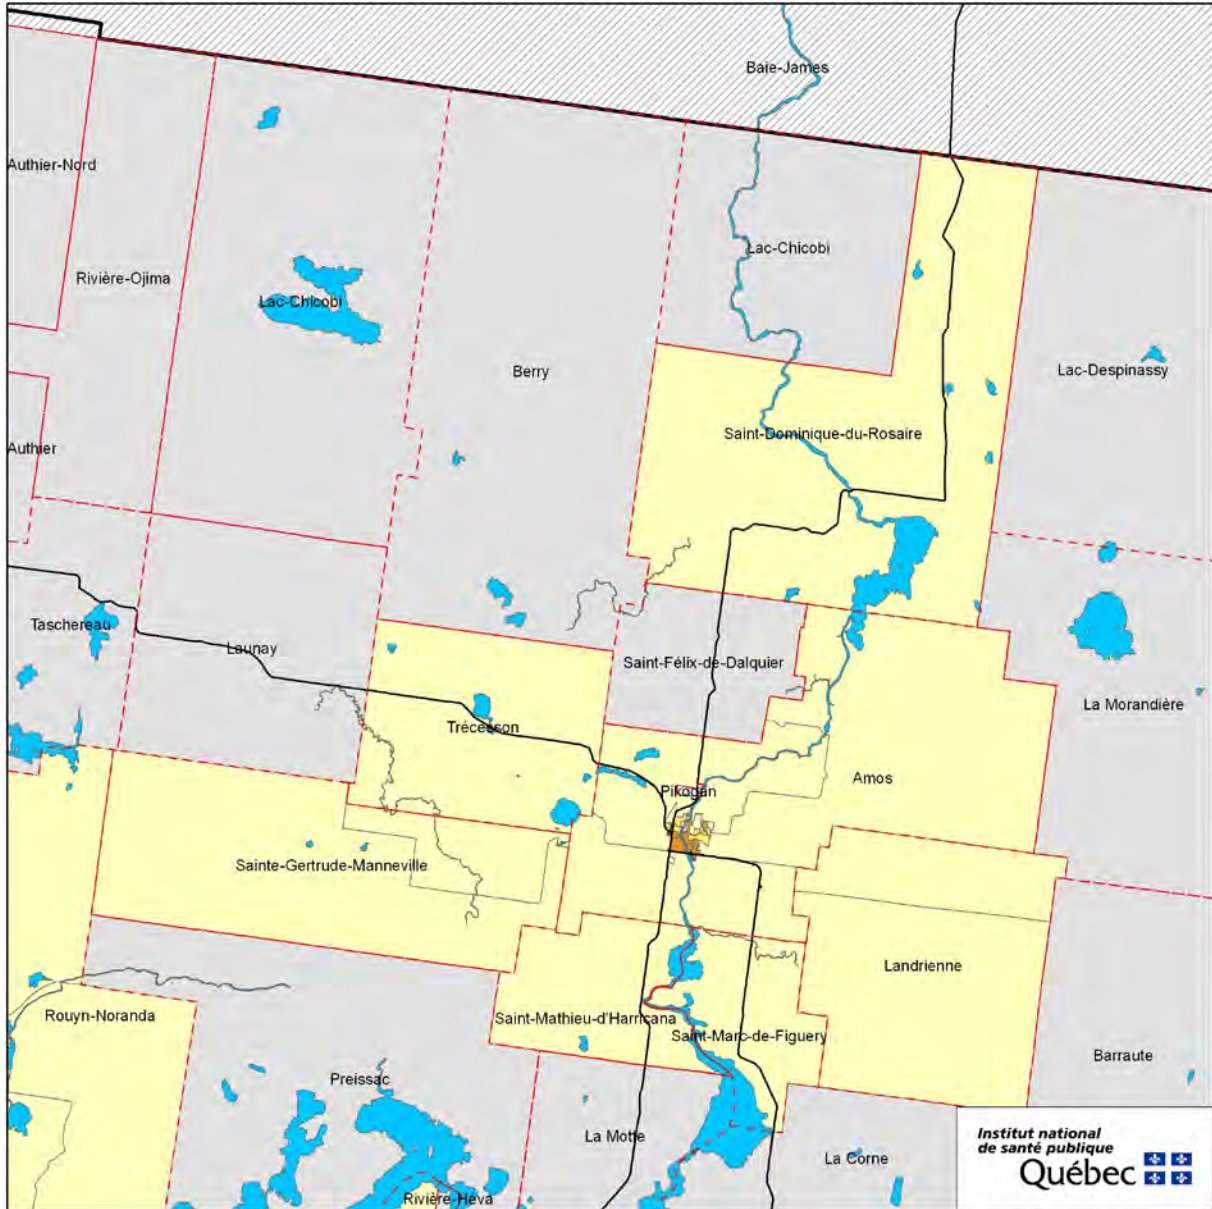 Baie-James
Authier-Nord
Lac-Chicobi
Rivière-Ojima
Lac-Chicobi
Berry
Lac-Despinassy
Saint-Dominique-du-Rosaire
Authier
Taschereau
Launay
Saint-Félix-de-Dalquier
La Morandière
Trécesson
Amos
Pikogan
Sainte-Gertrude-Manneville
Landrienne
Rouyn-Noranda
Saint-Mathieu-d'Harricana
Saint-Marc-de-Figuery
Barraute
Preissac
La Motte
La Corne
Rivière-Héva
Institut national
de santé publique
Québec